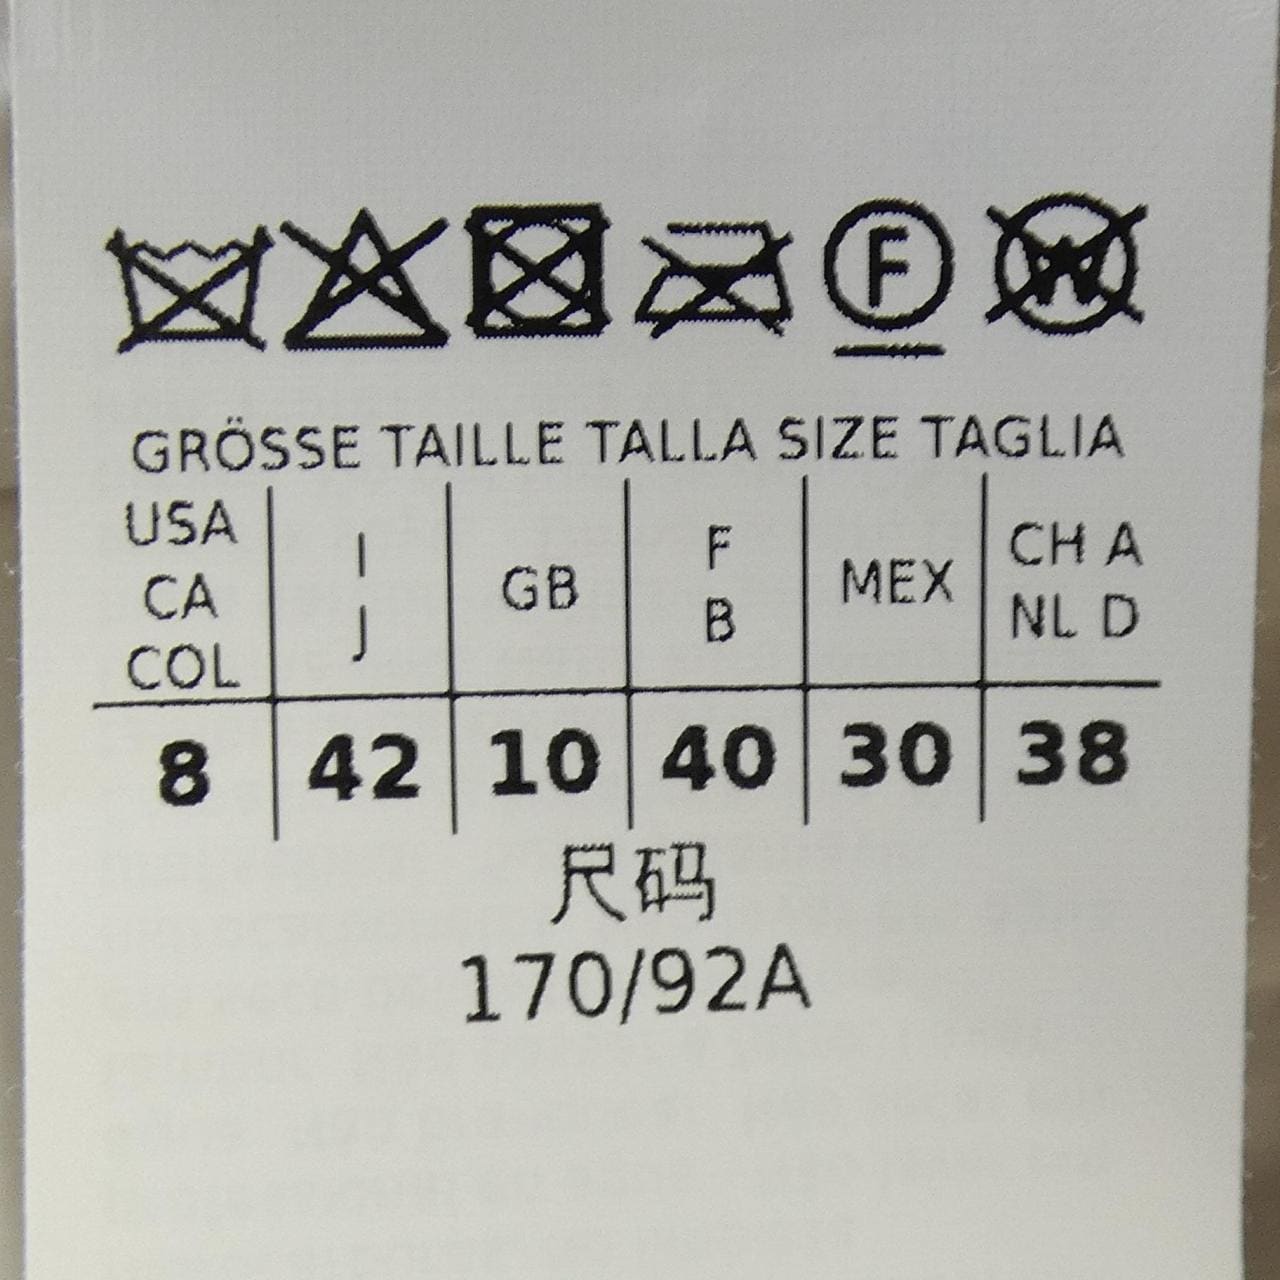 F W
GRÖSSE TAILLE TALLA SIZE TAGLIA
USA CA COL | I J | GB | F B | MEX | CH A NL D
8 | 42 | 10 | 40 | 30 | 38
尺码
170/92A